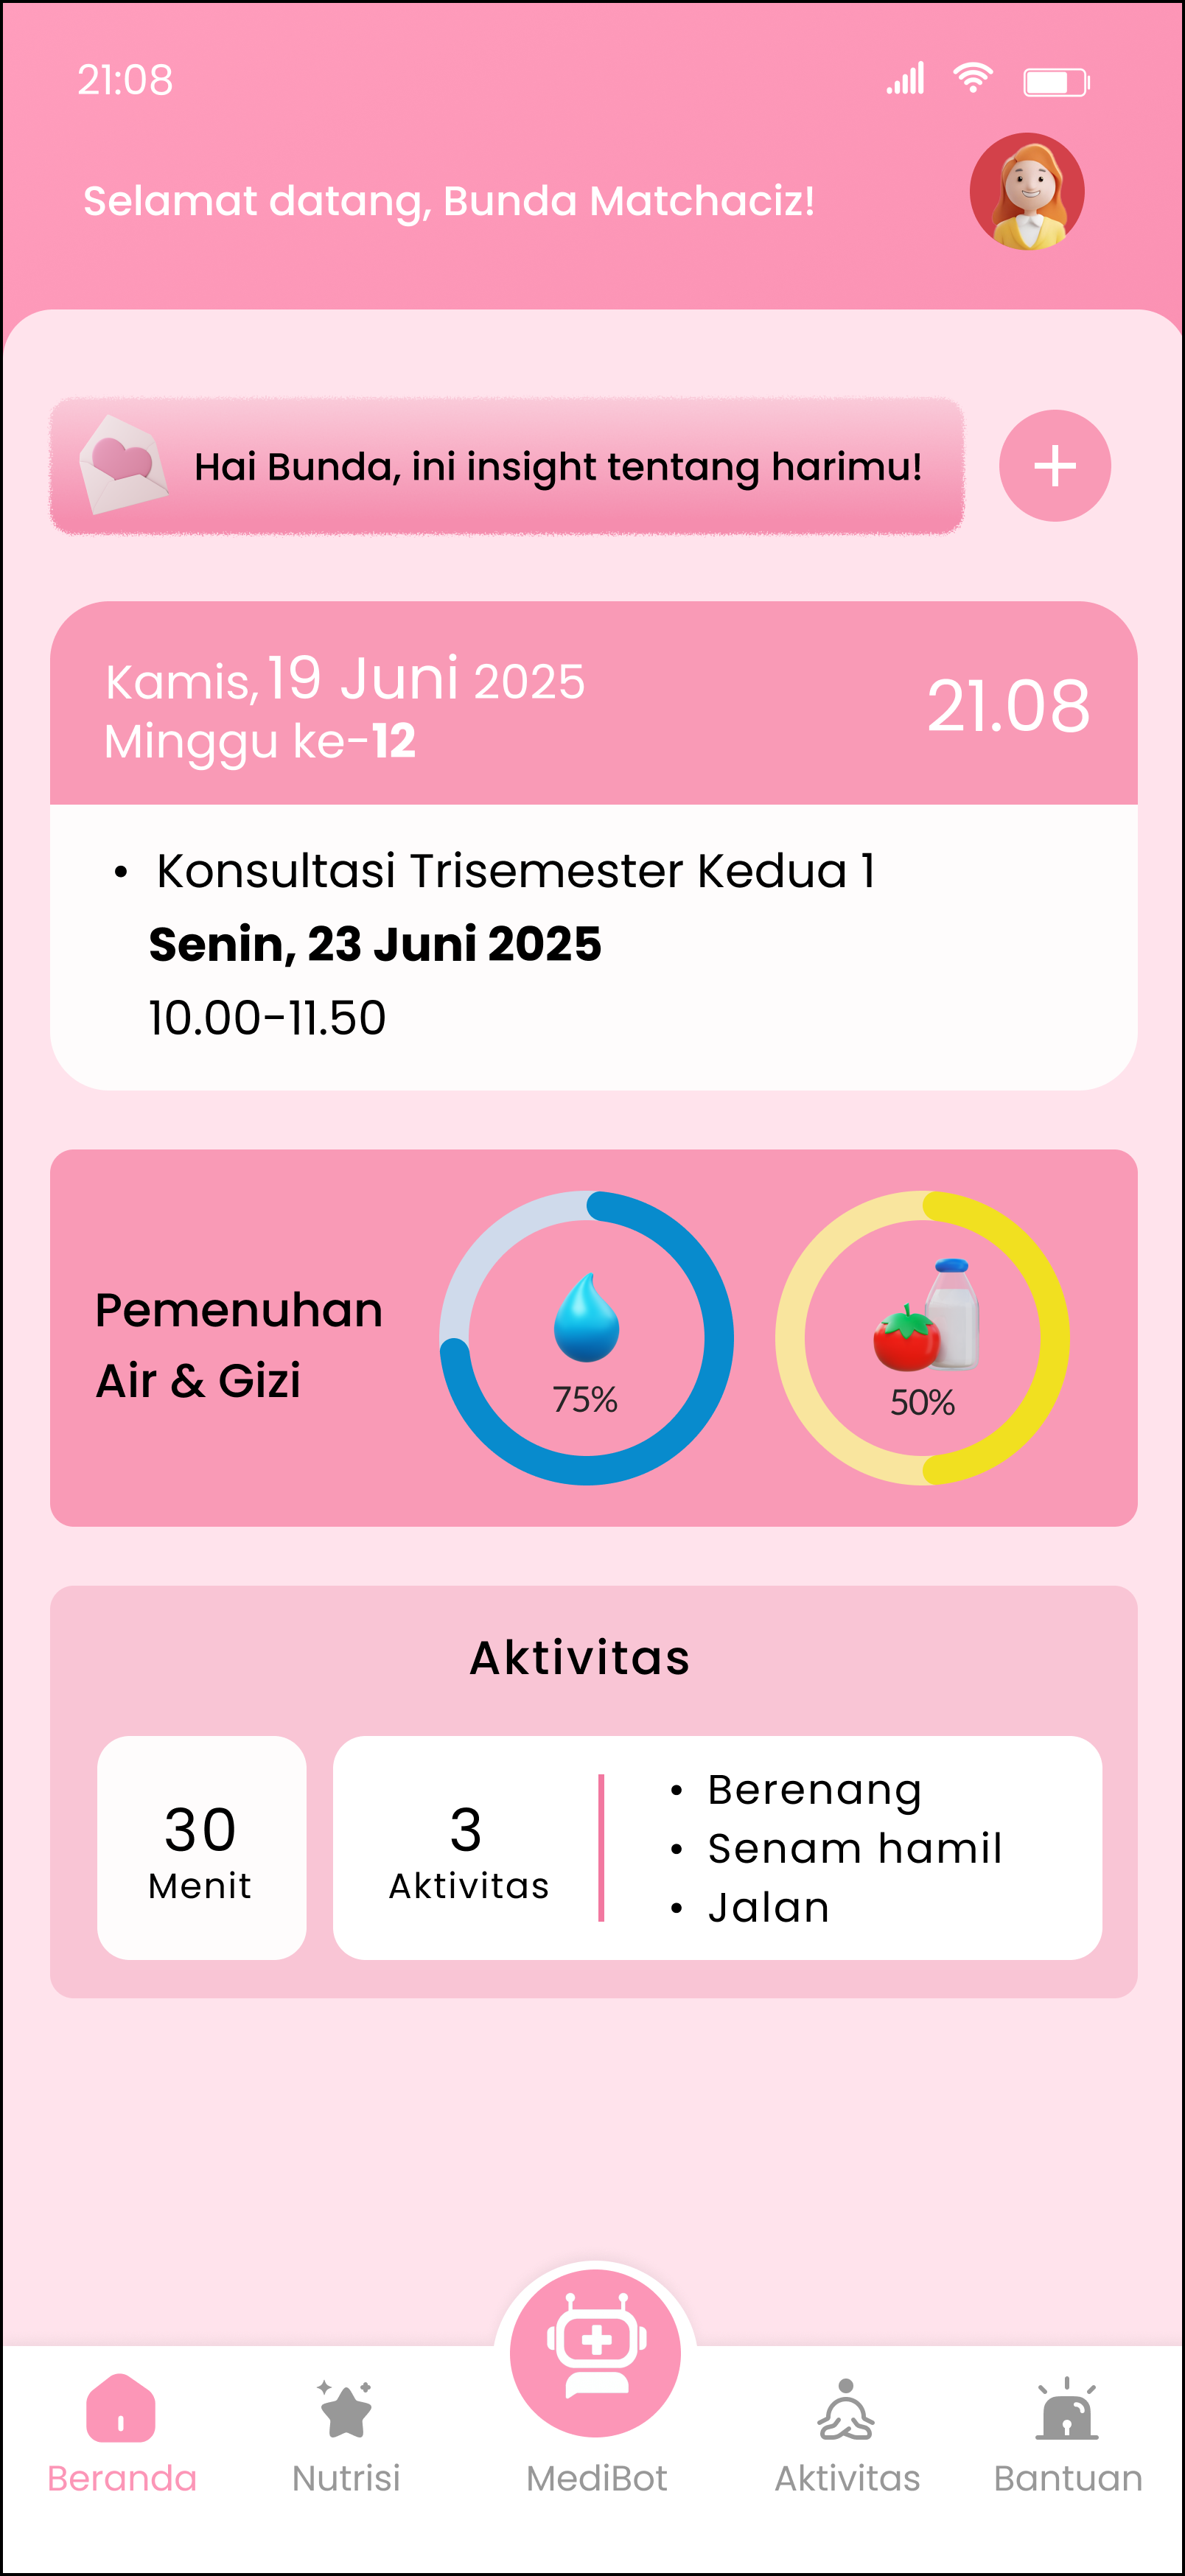 21:08
Selamat datang, Bunda Matchaciz!
Hai Bunda, ini insight tentang harimu!
Kamis, 19 Juni 2025
21.08
Minggu ke-12
• Konsultasi Trisemester Kedua 1
Senin, 23 Juni 2025
10.00-11.50
Pemenuhan
Air & Gizi
75%
50%
Aktivitas
30
Menit
3
Aktivitas
• Berenang
• Senam hamil
• Jalan
Beranda
Nutrisi
MediBot
Aktivitas
Bantuan